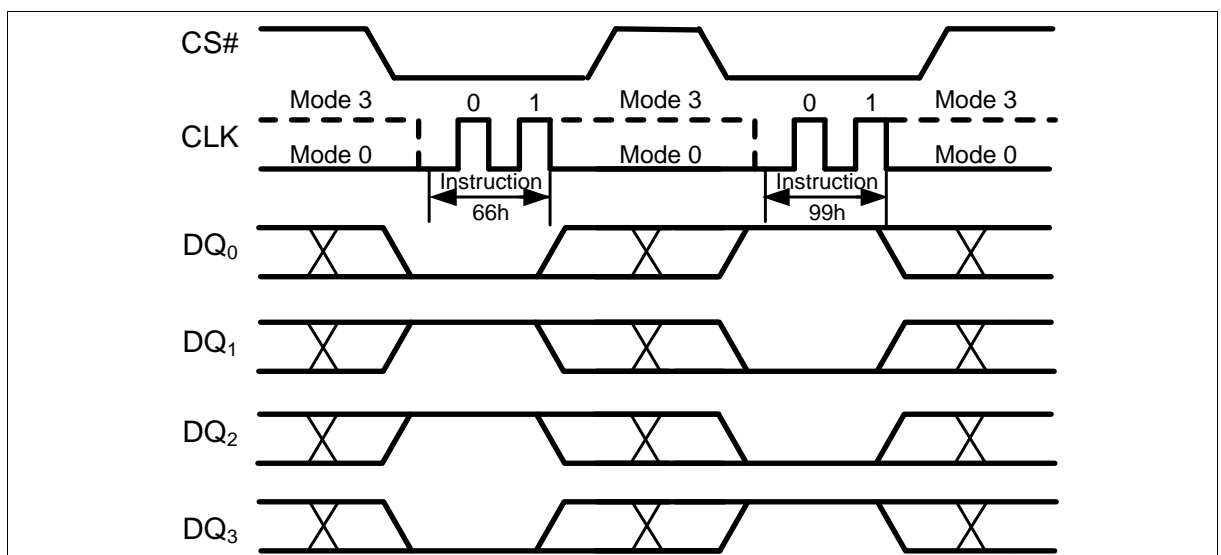 CS#
Mode 3 0 1 Mode 3 0 1 Mode 3
CLK
Mode 0 Mode 0 Mode 0
Instruction Instruction
66h 99h
DQ₀
DQ₁
DQ₂
DQ₃